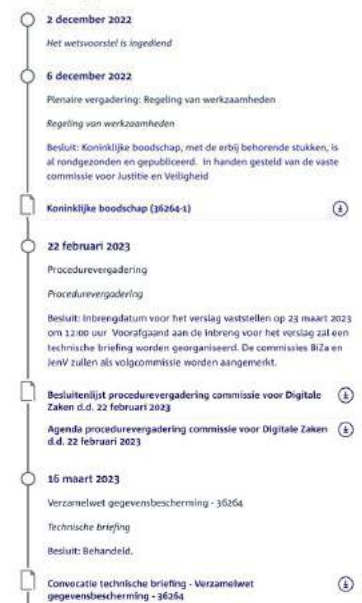 2 december 2022
Het wetsvoorstel is ingediend
6 december 2022
Plenaire vergadering: Regeling van werkzaamheden
Regeling van werkzaamheden
Besluit: Koninklijke boodschap, met de erbij behorende stukken, is
al rondgezonden en gepubliceerd. In handen gesteld van de vaste
commissie voor Justitie en Veiligheid
Koninklijke boodschap (36264-1)
22 februari 2023
Procedurevergadering
Procedurevergadering
Besluit: Inbrengdatum voor het verslag vaststellen op 23 maart 2023
om 12:00 uur Voorafgaand aan de inbreng voor het verslag zal een
technische briefing worden georganiseerd. De commissies BiZa en
JenV zullen als volgcommissie worden aangemerkt.
Besluitenlijst procedurevergadering commissie voor Digitale
Zaken d.d. 22 februari 2023
Agenda procedurevergadering commissie voor Digitale Zaken
d.d. 22 februari 2023
16 maart 2023
Verzamelwet gegevensbescherming - 36264
Technische briefing
Besluit: Behandeld.
Convocatie technische briefing - Verzamelwet
gegevensbescherming - 36264